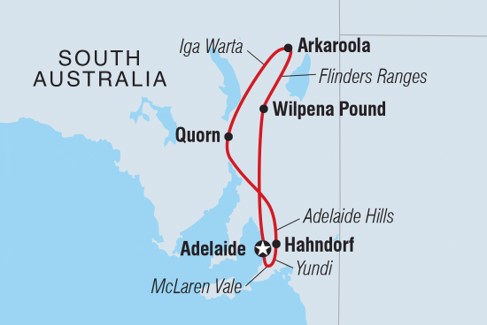 Iga Warta
Arkaroola
SOUTH
AUSTRALIA
Flinders Ranges
Wilpena Pound
Quorn
Adelaide Hills
Adelaide
Hahndorf
Yundi
McLaren Vale